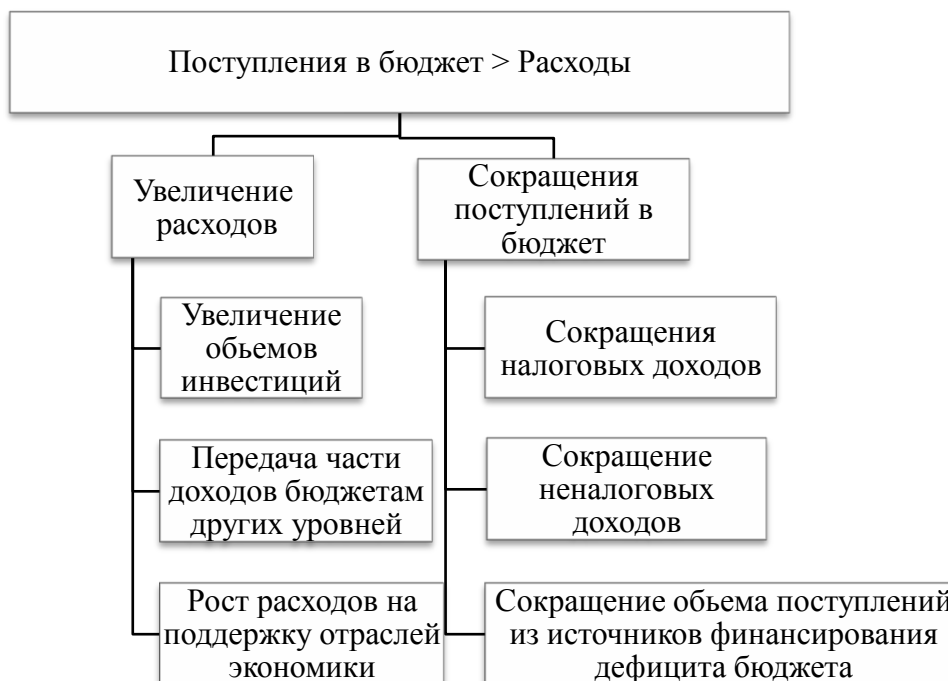 Поступления в бюджет > Расходы
Увеличение
расходов
Сокращения
поступлений в
бюджет
Увеличение
обьемов
инвестиций
Передача части
доходов бюджетам
других уровней
Рост расходов на
поддержку отраслей
экономики
Сокращения
налоговых доходов
Сокращение
неналоговых
доходов
Сокращение обьема поступлений
из источников финансирования
дефицита бюджета